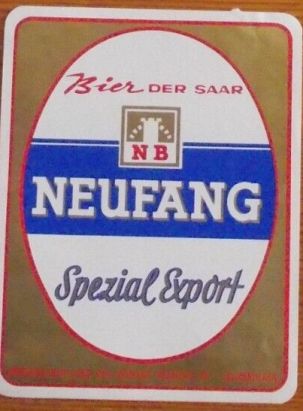 Bier DER SAAR
NB
NEUFANG
Spezial Export